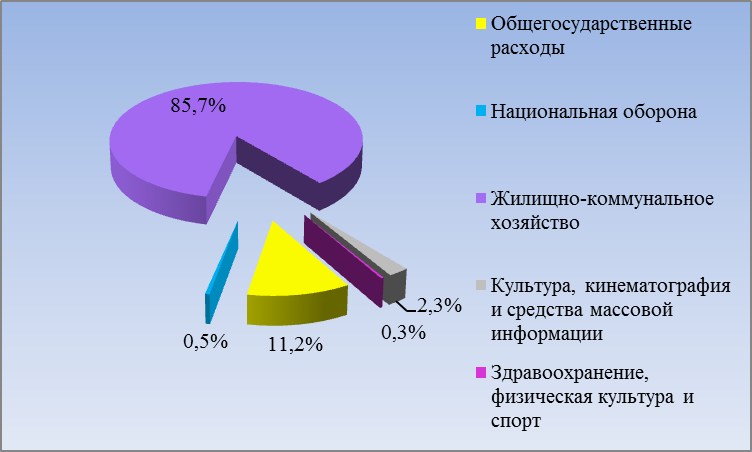 Общегосударственные
расходы
85,7%
Национальная оборона
Жилищно-коммунальное
хозяйство
Культура, кинематография
и средства массовой
информации
2,3%
0,3%
0,5%
11,2%
Здравоохранение,
физическая культура и
спорт